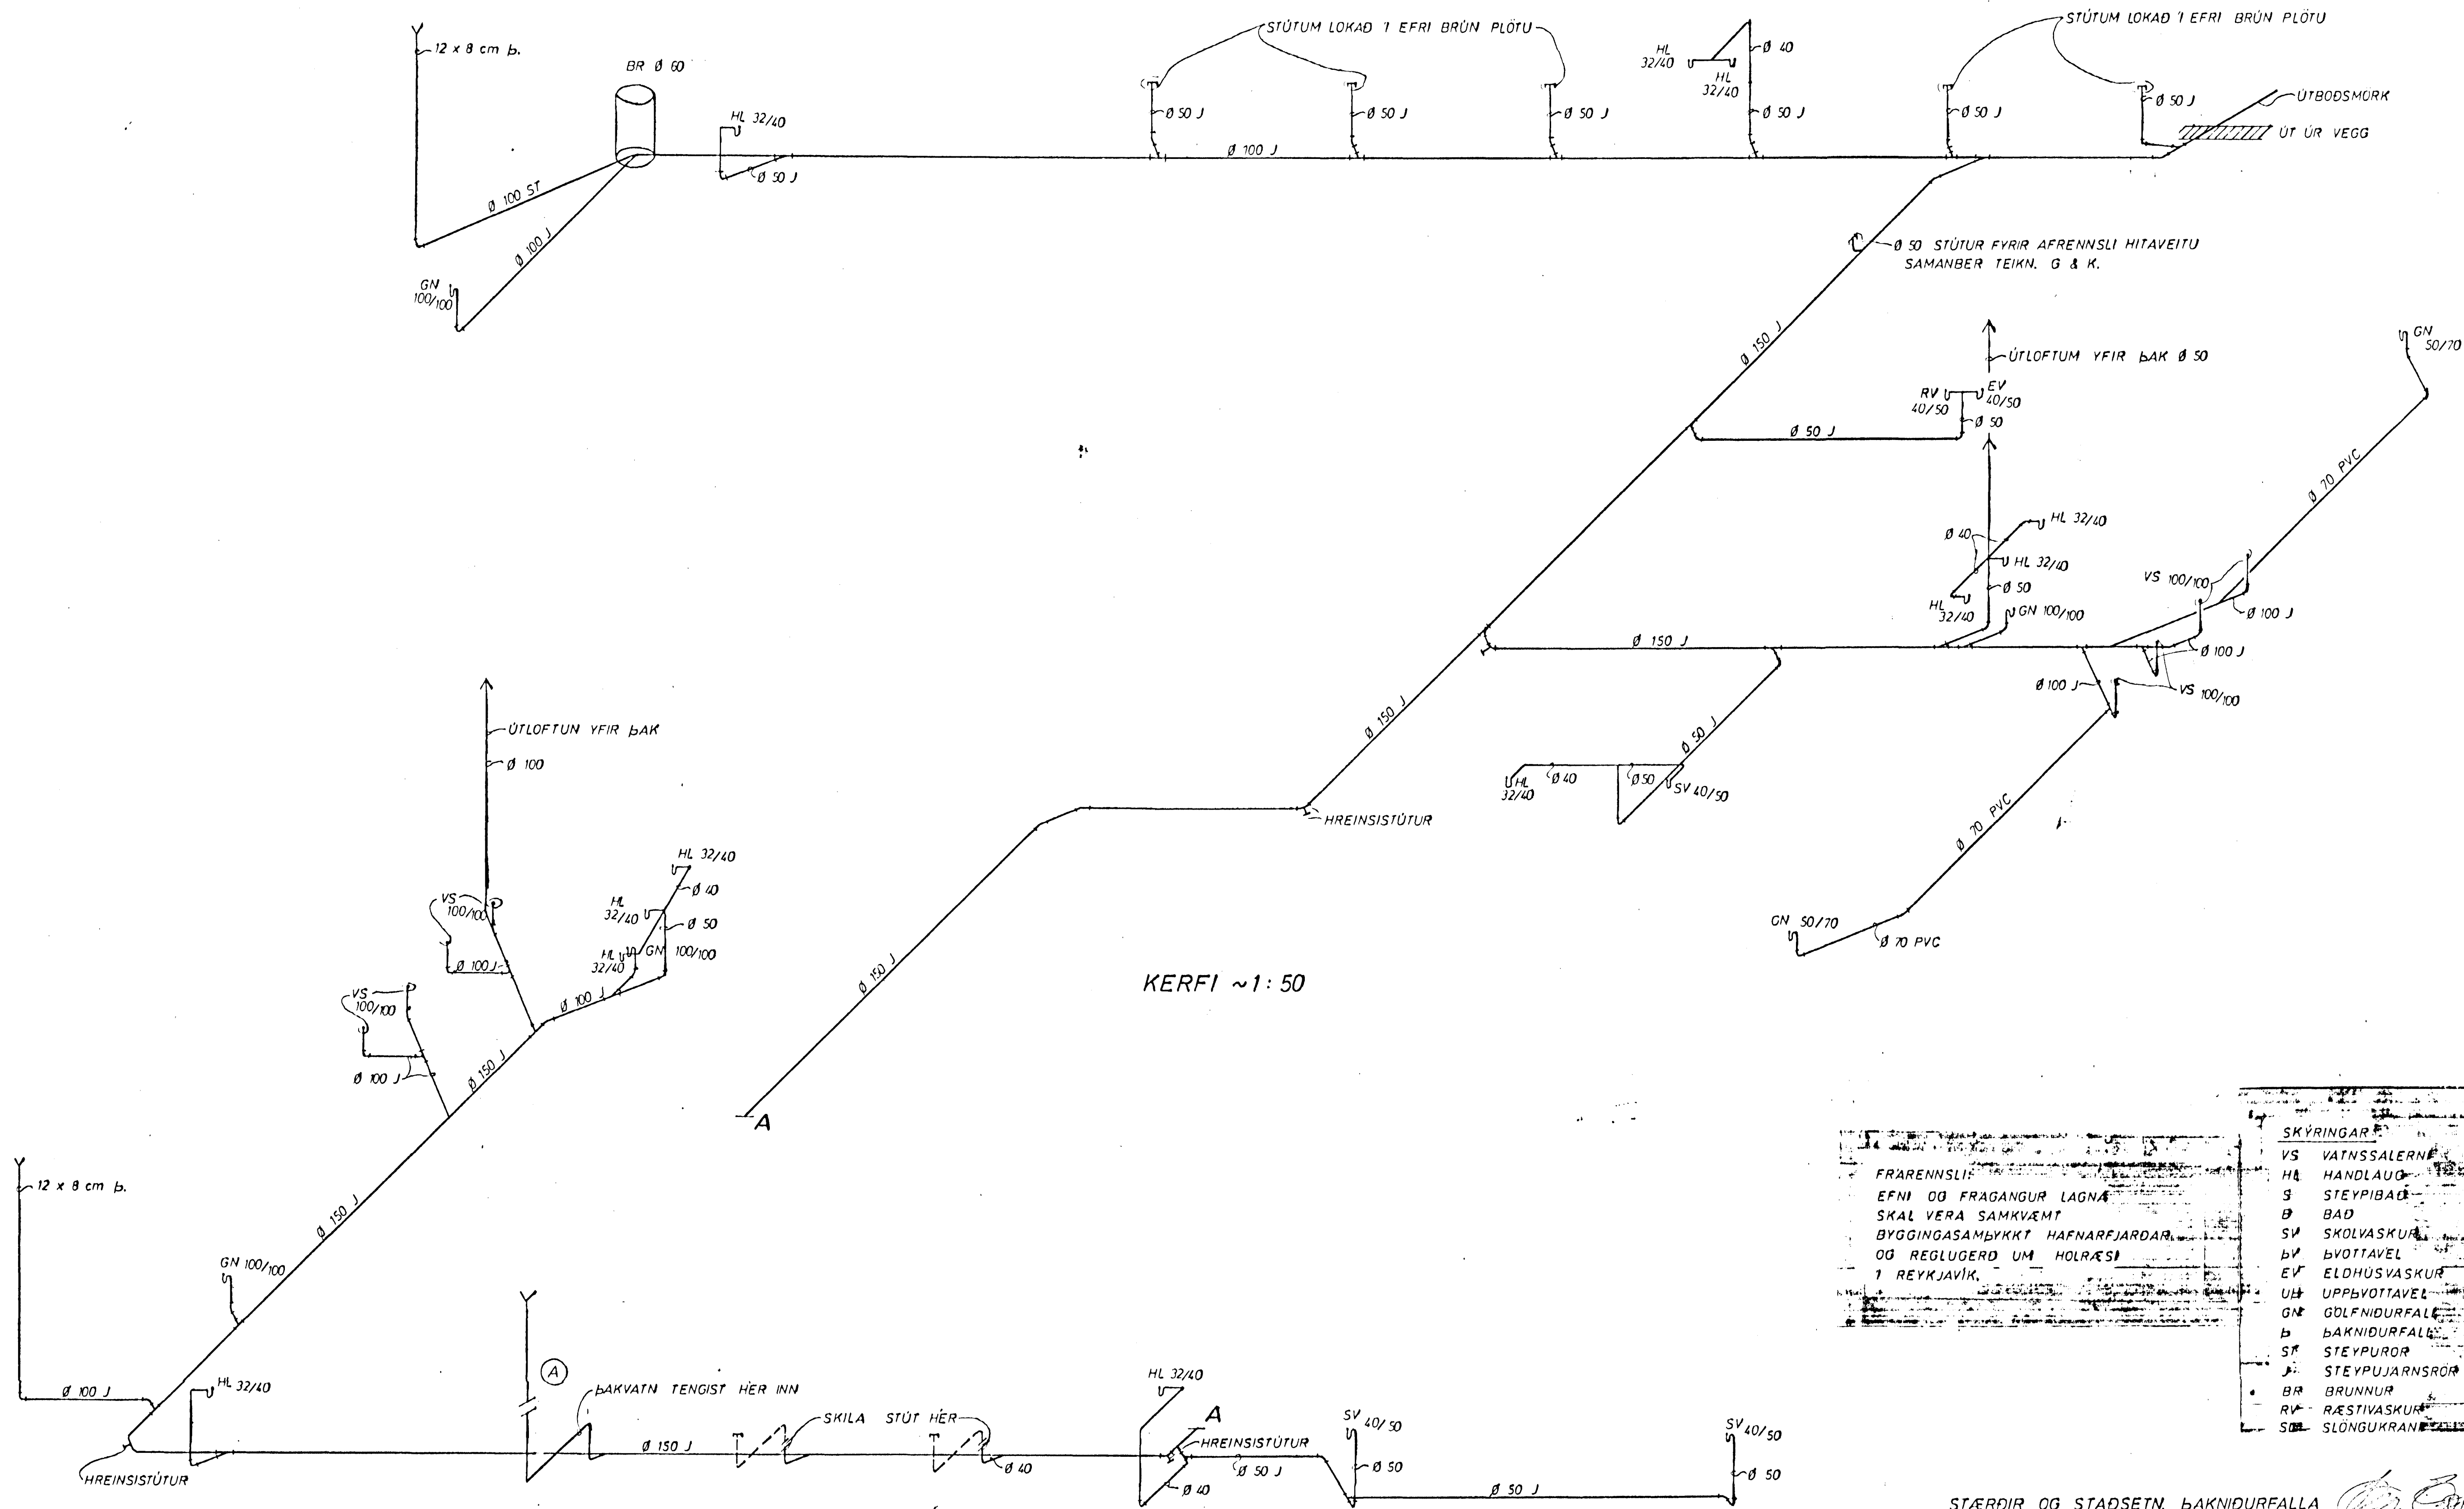 12 x 8 cm Þ.
BR Ø 60
HL 32/40
Ø 50 J
Ø 100 ST
Ø 100 J
GN
100/100
STÚTUM LOKAÐ Í EFRI BRÚN PLÖTU
Ø 50 J
Ø 50 J
Ø 50 J
Ø 100 J
HL
32/40
HL
32/40
Ø 40
Ø 50 J
STÚTUM LOKAÐ Í EFRI BRÚN PLÖTU
Ø 50 J
Ø 50 J
ÚTBOÐSMÖRK
ÚT ÚR VEGG
Ø 50 STÚTUR FYRIR AFRENNSLI HITAVEITU
SAMANBER TEIKN. G & K.
Ø 150 J
ÚTLOFTUM YFIR ÞAK Ø 50
RV
40/50
EV
40/50
Ø 50
Ø 50 J
GN
50/70
Ø 70 PVC
Ø 40
HL 32/40
HL 32/40
Ø 50
HL
32/40
GN 100/100
VS 100/100
Ø 100 J
Ø 100 J
Ø 150 J
Ø 100 J
VS 100/100
Ø 150 J
Ø 50 J
HL
32/40
Ø 40
Ø 50
SV 40/50
HREINSISTÚTUR
Ø 70 PVC
GN 50/70
Ø 70 PVC
ÚTLOFTUN YFIR ÞAK
Ø 100
HL 32/40
Ø 40
HL
32/40
Ø 50
VS
100/100
HL
32/40
GN 100/100
Ø 100 J
Ø 100 J
VS
100/100
Ø 100 J
Ø 150 J
Ø 150 J
KERFI ~1:50
A
12 x 8 cm Þ.
Ø 150 J
GN 100/100
Ø 100 J
HL 32/40
HREINSISTÚTUR
A
ÞAKVATN TENGIST HÉR INN
Ø 150 J
SKILA STÚT HÉR
Ø 40
HL 32/40
A
HREINSISTÚTUR
Ø 50 J
Ø 40
SV 40/50
Ø 50
Ø 50 J
SV 40/50
Ø 50
FRÁRENNSLI:
EFNI OG FRÁGANGUR LAGNA
SKAL VERA SAMKVÆMT
BYGGINGASAMÞYKKT HAFNARFJARÐAR
OG REGLUGERÐ UM HOLRÆSI
Í REYKJAVÍK.
SKÝRINGAR
VS VATNSSALERNI
HL HANDLAUG
S STEYPIBAÐ
B BAÐ
SV SKOLVASKUR
ÞV ÞVOTTAVEL
EV ELDHÚSVASKUR
UÞ UPPÞVOTTAVEL
GN GÓLFNIÐURFALL
Þ ÞAKNIÐURFALL
ST STEYPURÖR
J STEYPUJÁRNSRÖR
BR BRUNNUR
RV RÆSTIVASKUR
SLÖNGUKRANI
STÆRÐIR OG STAÐSETN. ÞAKNIÐURFALLA